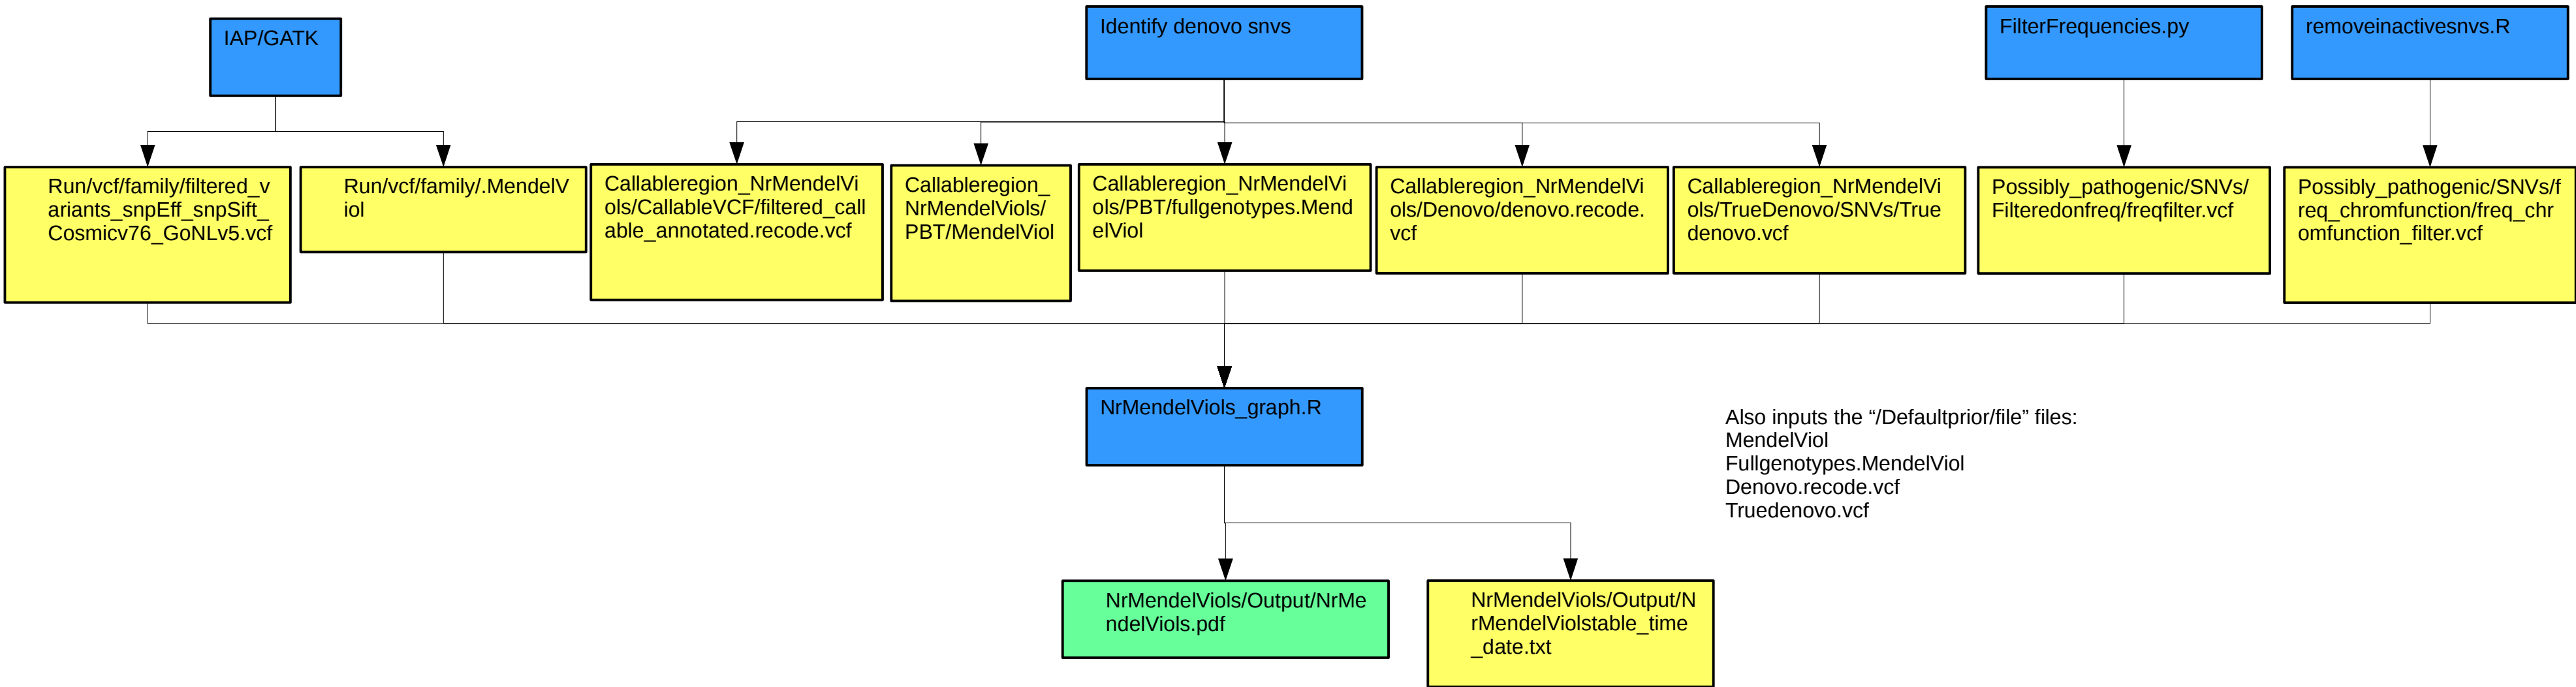 IAP/GATK
Identify denovo snvs
FilterFrequencies.py
removeinactivesnvs.R
Run/vcf/family/filtered_v
ariants_snpEff_snpSift_
Cosmicv76_GoNLv5.vcf
Run/vcf/family/.MendelV
iol
Callableregion_NrMendelVi
ols/CallableVCF/filtered_call
able_annotated.recode.vcf
Callableregion_
NrMendelViols/
PBT/MendelViol
Callableregion_NrMendelVi
ols/PBT/fullgenotypes.Mend
elViol
Callableregion_NrMendelVi
ols/Denovo/denovo.recode.
vcf
Callableregion_NrMendelVi
ols/TrueDenovo/SNVs/True
denovo.vcf
Possibly_pathogenic/SNVs/
Filteredonfreq/freqfilter.vcf
Possibly_pathogenic/SNVs/f
req_chromfunction/freq_chr
omfunction_filter.vcf
NrMendelViols_graph.R
Also inputs the “/Defaultprior/file” files:
MendelViol
Fullgenotypes.MendelViol
Denovo.recode.vcf
Truedenovo.vcf
NrMendelViols/Output/NrMe
ndelViols.pdf
NrMendelViols/Output/N
rMendelViolstable_time
_date.txt